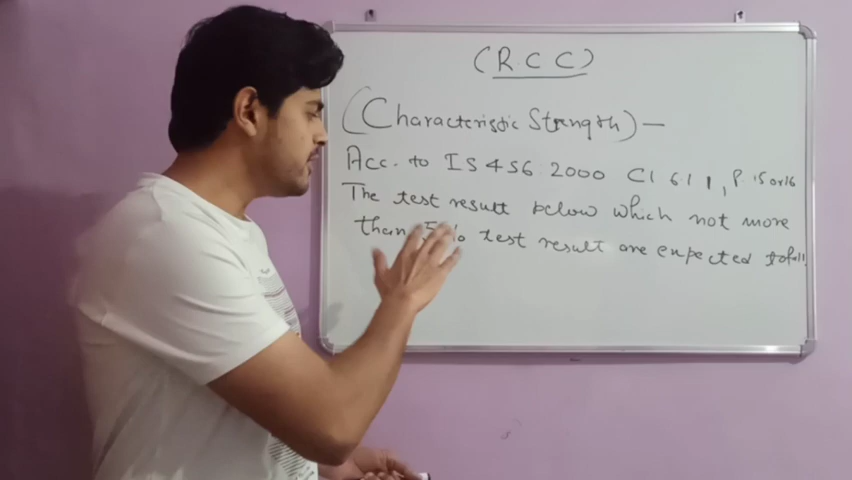 (R C C)
(Characteristic Strength) —
Acc. to IS 456 2000 Cl 6.1 1, P. 15 or 16
The test result below which not more
than 5% test result are expected to fall